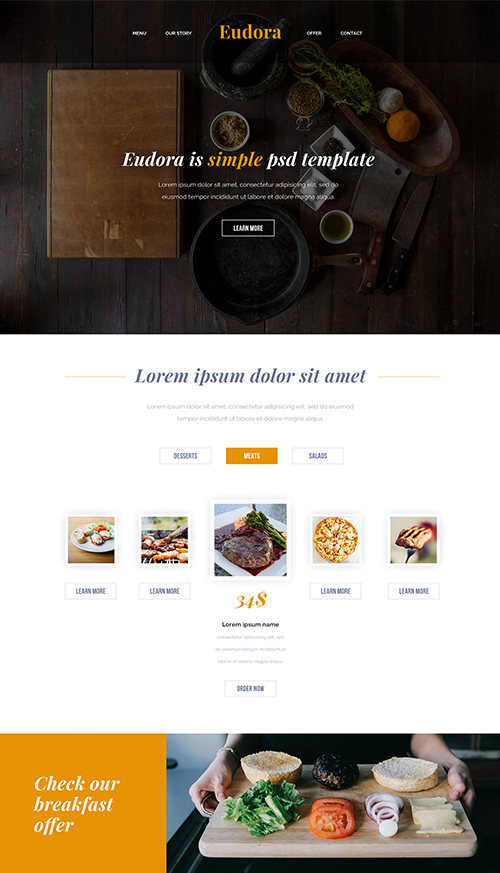 MENU
OUR STORY
Eudora
OFFER
CONTACT
Eudora is simple psd template
Lorem ipsum dolor sit amet, consectetur adipisicing elit, sed do
eiusmod tempor incididunt ut labore et dolore magna aliqua
LEARN MORE
Lorem ipsum dolor sit amet
Lorem ipsum dolor sit amet, consectetur adipisicing elit, sed do eiusmod
tempor incididunt ut labore et dolore magna aliqua
DESSERTS
MEATS
SALADS
LEARN MORE
LEARN MORE
34$
Lorem ipsum name
consectetur adipisicing elit, sed
do eiusmod tempor incididunt ut
labore et dolore magna aliqua
ORDER NOW
LEARN MORE
LEARN MORE
Check our
breakfast
offer